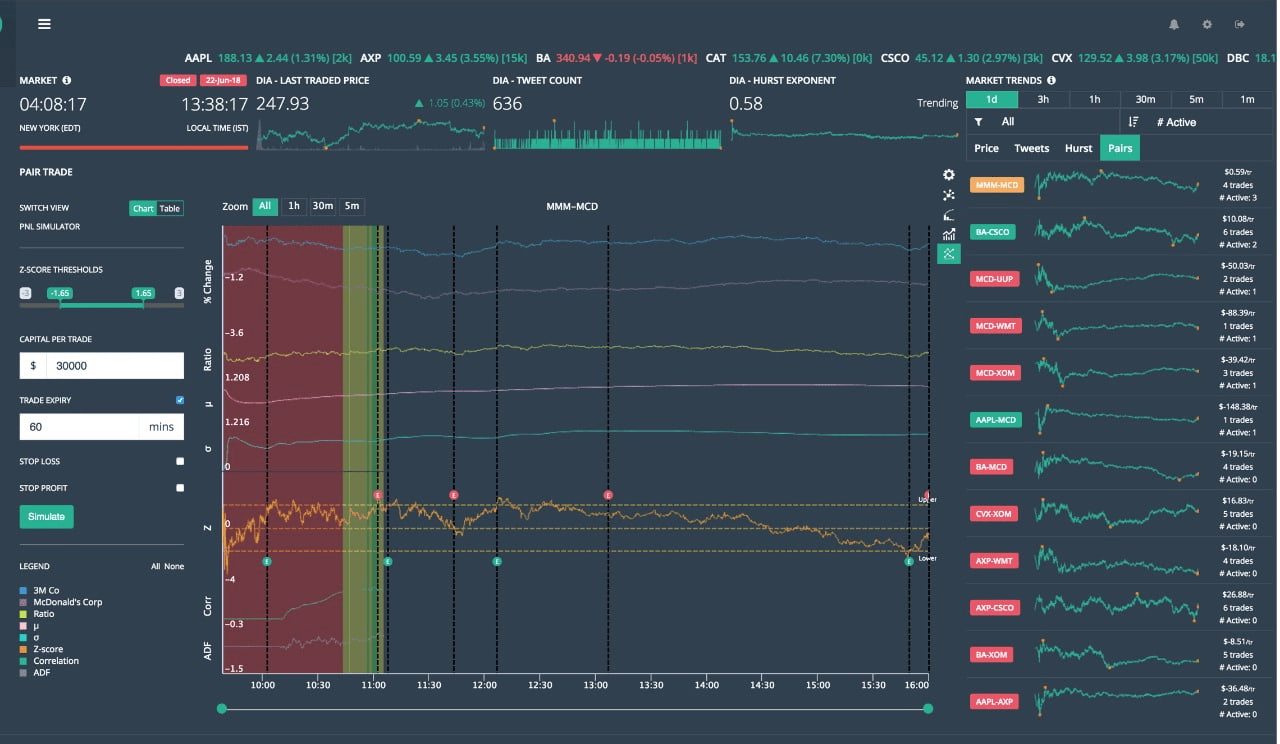 AAPL 188.13 ▲ 2.44 (1.31%) [2k] AXP 100.59 ▲ 3.45 (3.55%) [15k] BA 340.94 ▼ -0.19 (-0.05%) [1k] CAT 153.76 ▲ 10.46 (7.30%) [0k] CSCO 45.12 ▲ 1.30 (2.97%) [3k] CVX 129.52 ▲ 3.98 (3.17%) [50k] DBC 18.1
MARKET Closed 22-Jun-18
04:08:17 13:38:17
NEW YORK (EDT) LOCAL TIME (IST)
DIA - LAST TRADED PRICE
247.93 ▲ 1.05 (0.43%)
DIA - TWEET COUNT
636
DIA - HURST EXPONENT
0.58 Trending
MARKET TRENDS
1d 3h 1h 30m 5m 1m
All # Active
Price Tweets Hurst Pairs
PAIR TRADE
SWITCH VIEW Chart Table
PNL SIMULATOR
Z-SCORE THRESHOLDS
-3 -1.65 1.65 3
CAPITAL PER TRADE
$ 30000
TRADE EXPIRY
60 mins
STOP LOSS
STOP PROFIT
Simulate
LEGEND All None
3M Co
McDonald's Corp
Ratio
μ
σ
Z-score
Correlation
ADF
Zoom All 1h 30m 5m
MMM-MCD
% Change
-1.2
-3.6
Ratio
1.208
μ
1.216
σ
0
E E E E
Upper
Z
0
Lower
E E E E
-4
Corr
-0.3
ADF
-1.5
10:00 10:30 11:00 11:30 12:00 12:30 13:00 13:30 14:00 14:30 15:00 15:30 16:00
MMM-MCD
$0.59/tr
4 trades
# Active: 3
BA-CSCO
$10.08/tr
6 trades
# Active: 2
MCD-UUP
$-50.03/tr
2 trades
# Active: 1
MCD-WMT
$-88.39/tr
1 trades
# Active: 1
MCD-XOM
$-39.42/tr
3 trades
# Active: 1
AAPL-MCD
$-148.38/tr
1 trades
# Active: 1
BA-MCD
$-19.15/tr
4 trades
# Active: 0
CVX-XOM
$16.83/tr
5 trades
# Active: 0
AXP-WMT
$-18.10/tr
4 trades
# Active: 0
AXP-CSCO
$26.88/tr
6 trades
# Active: 0
BA-XOM
$-8.51/tr
5 trades
# Active: 0
AAPL-AXP
$-36.48/tr
2 trades
# Active: 0